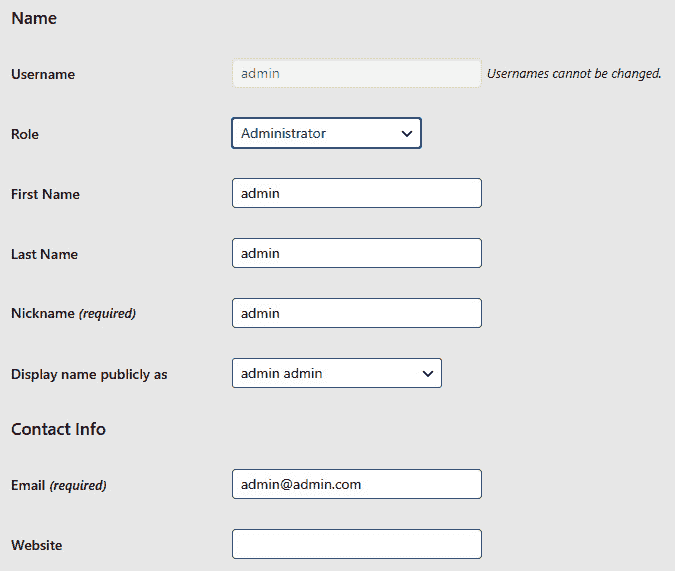 Name
Username admin Usernames cannot be changed.
Role Administrator
First Name admin
Last Name admin
Nickname (required) admin
Display name publicly as admin admin
Contact Info
Email (required) admin@admin.com
Website